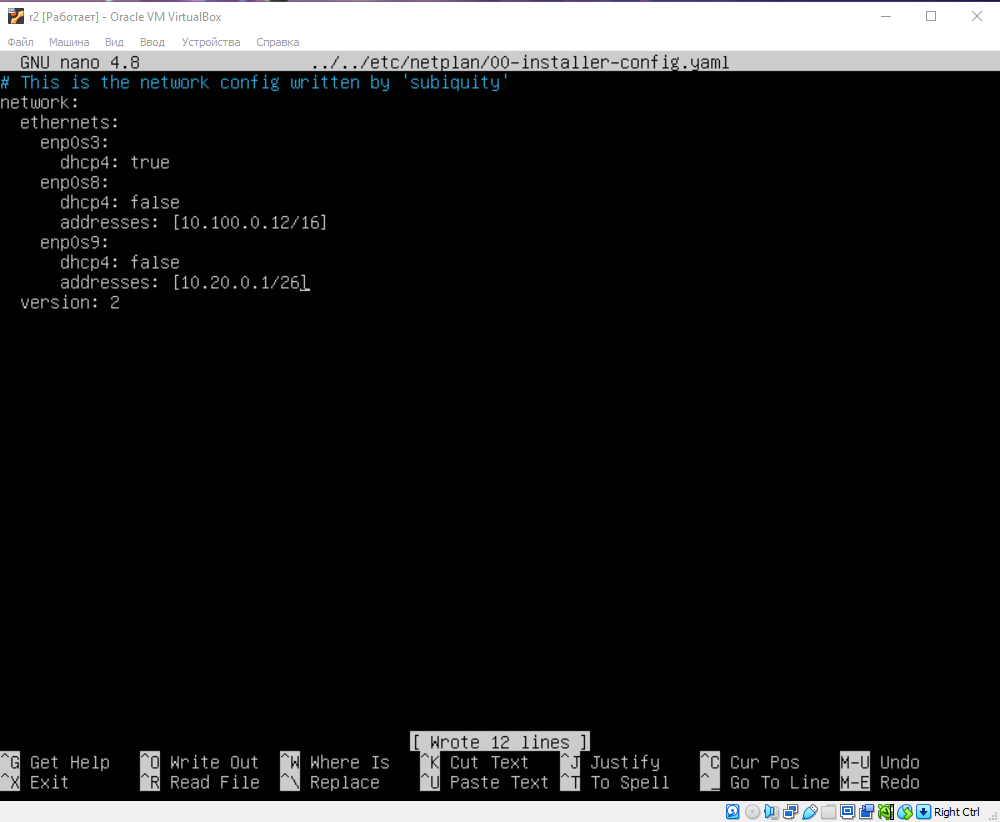 r2 [Работает] - Oracle VM VirtualBox
Файл Машина Вид Ввод Устройства Справка
GNU nano 4.8 ../../etc/netplan/00-installer-config.yaml
# This is the network config written by 'subiquity'
network:
  ethernets:
    enp0s3:
      dhcp4: true
    enp0s8:
      dhcp4: false
      addresses: [10.100.0.12/16]
    enp0s9:
      dhcp4: false
      addresses: [10.20.0.1/26]
  version: 2
[ Wrote 12 lines ]
^G Get Help ^O Write Out ^W Where Is ^K Cut Text ^J Justify ^C Cur Pos M-U Undo
^X Exit ^R Read File ^\ Replace ^U Paste Text ^T To Spell ^_ Go To Line M-E Redo
Right Ctrl